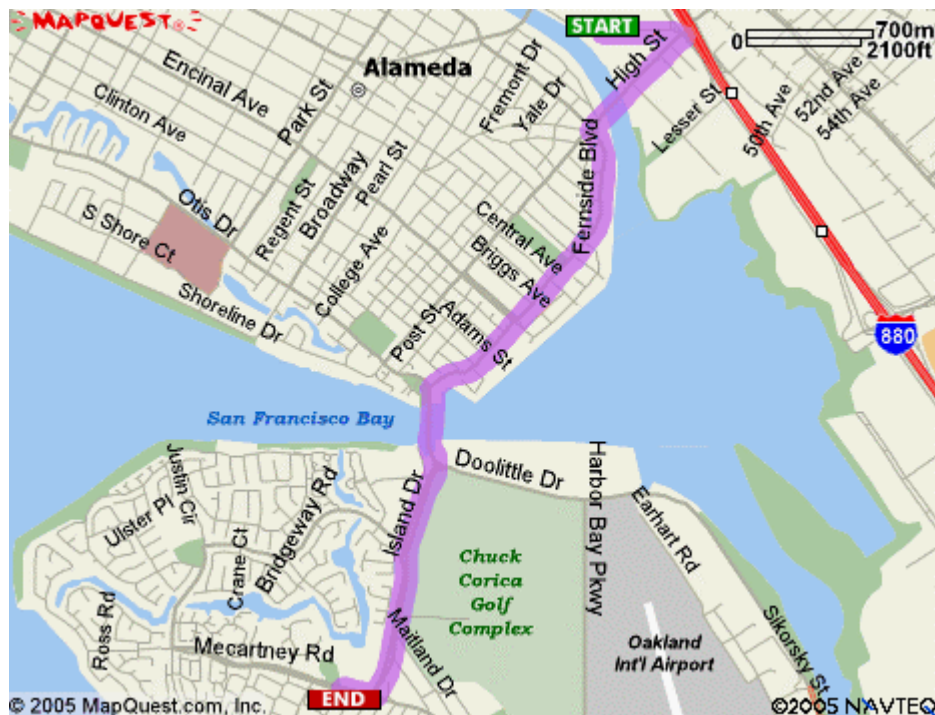 MAPQUEST
START
700m
0
2100ft
High St
Alameda
Encinal Ave
Fremont Dr
Yale Dr
52nd Ave
54th Ave
50th Ave
Lesser St
Clinton Ave
Park St
Pearl St
Broadway
Regent St
Fernside Blvd
Otis Dr
S Shore Ct
Central Ave
Briggs Ave
College Ave
Shoreline Dr
Post St
Adams St
880
San Francisco Bay
Justin Cir
Doolittle Dr
Harbor Bay Pkwy
Ulster Pl
Bridgeway Rd
Island Dr
Earhart Rd
Crane Ct
Chuck
Corica
Golf
Complex
Ross Rd
Mecartney Rd
Maitland Dr
Oakland
Int'l Airport
Sikorsky St
END
© 2005 MapQuest.com, Inc.
©2005 NAVTEQ